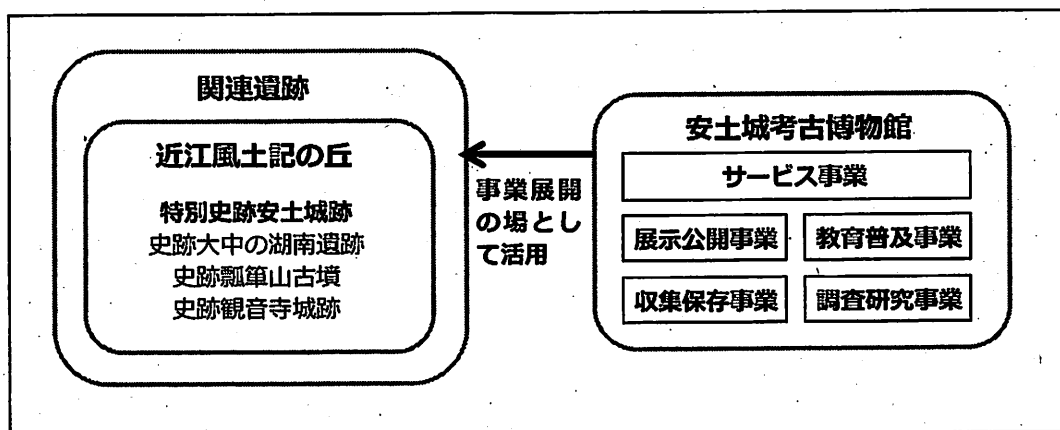 関連遺跡
近江風土記の丘
特別史跡安土城跡
史跡大中の湖南遺跡
史跡瓢箪山古墳
史跡観音寺城跡
事業展開
の場とし
て活用
安土城考古博物館
サービス事業
展示公開事業
教育普及事業
収集保存事業
調査研究事業